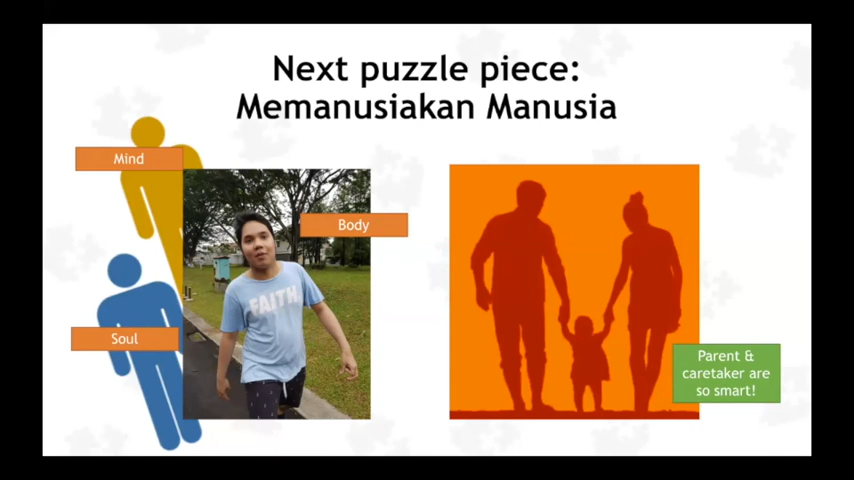 Next puzzle piece:
Memanusiakan Manusia
Mind
Body
FAITH
Soul
Parent &
caretaker are
so smart!